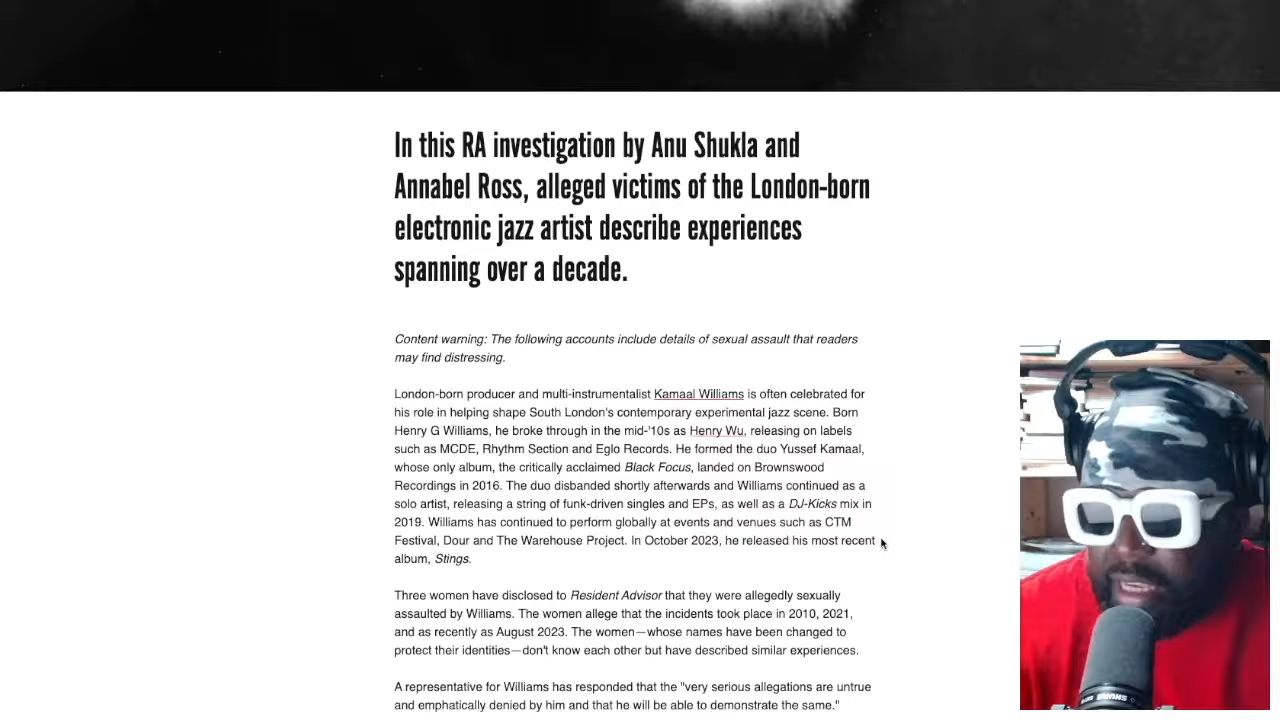 In this RA investigation by Anu Shukla and
Annabel Ross, alleged victims of the London-born
electronic jazz artist describe experiences
spanning over a decade.
Content warning: The following accounts include details of sexual assault that readers
may find distressing.
London-born producer and multi-instrumentalist Kamaal Williams is often celebrated for
his role in helping shape South London's contemporary experimental jazz scene. Born
Henry G Williams, he broke through in the mid-'10s as Henry Wu, releasing on labels
such as MCDE, Rhythm Section and Eglo Records. He formed the duo Yussef Kamaal,
whose only album, the critically acclaimed Black Focus, landed on Brownswood
Recordings in 2016. The duo disbanded shortly afterwards and Williams continued as a
solo artist, releasing a string of funk-driven singles and EPs, as well as a DJ-Kicks mix in
2019. Williams has continued to perform globally at events and venues such as CTM
Festival, Dour and The Warehouse Project. In October 2023, he released his most recent
album, Stings.
Three women have disclosed to Resident Advisor that they were allegedly sexually
assaulted by Williams. The women allege that the incidents took place in 2010, 2021,
and as recently as August 2023. The women—whose names have been changed to
protect their identities—don't know each other but have described similar experiences.
A representative for Williams has responded that the "very serious allegations are untrue
and emphatically denied by him and that he will be able to demonstrate the same."
SHURE